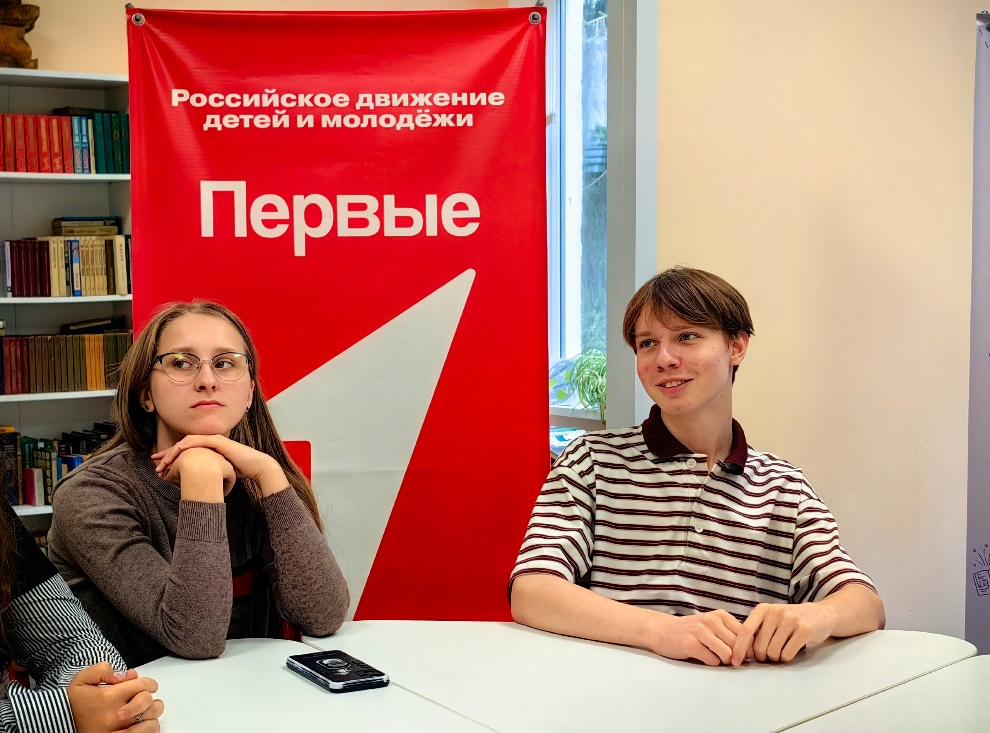 Российское движение
детей и молодёжи
Первые